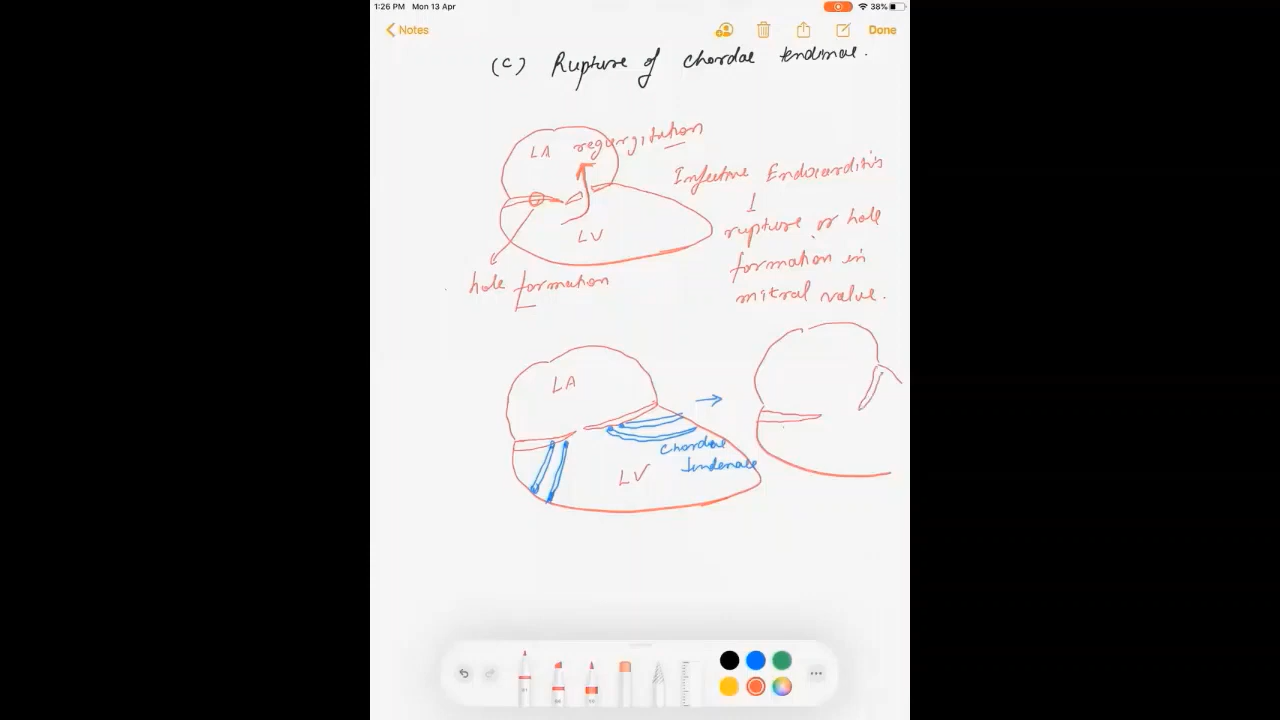 1:26 PM Mon 13 Apr
38%
Notes
Done
(c) Rupture of chordae tendinae.
LA regurgitation
Infective Endocarditis
LV
rupture or hole
formation in
mitral valve.
hole formation
LA
chordae
tendenae
LV